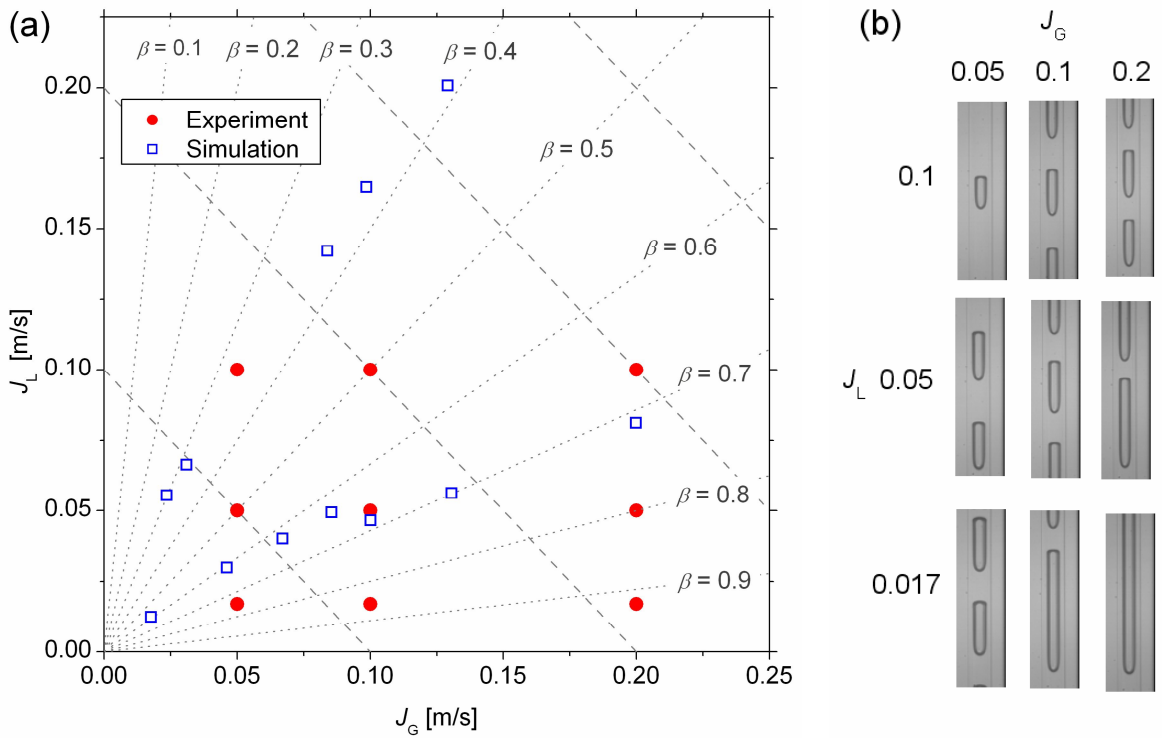 (a)
β = 0.1
β = 0.2
β = 0.3
β = 0.4
β = 0.5
β = 0.6
β = 0.7
β = 0.8
β = 0.9
Experiment
Simulation
0.20
0.15
0.10
0.05
0.00
J_L [m/s]
0.00 0.05 0.10 0.15 0.20 0.25
J_G [m/s]
(b)
J_G
0.05 0.1 0.2
0.1
J_L 0.05
0.017